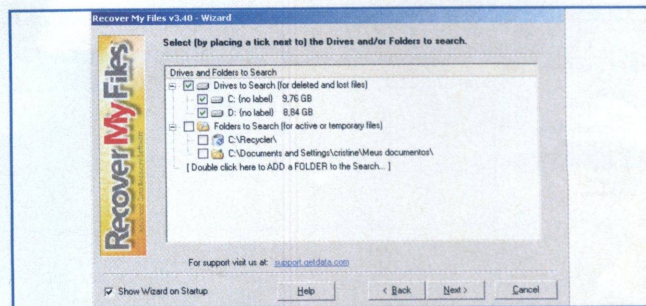 Recover My Files v3.40 - Wizard
Select (by placing a tick next to) the Drives and/or Folders to search.
Recover My Files
Drives and Folders to Search
Drives to Search (for deleted and lost files)
C: (no label) 9,76 GB
D: (no label) 8,84 GB
Folders to Search (for active or temporary files)
C:\Recycler\
C:\Documents and Settings\cristine\Meus documentos\
[ Double click here to ADD a FOLDER to the Search... ]
For support visit us at: support.getdata.com
Show Wizard on Startup Help < Back Next > Cancel